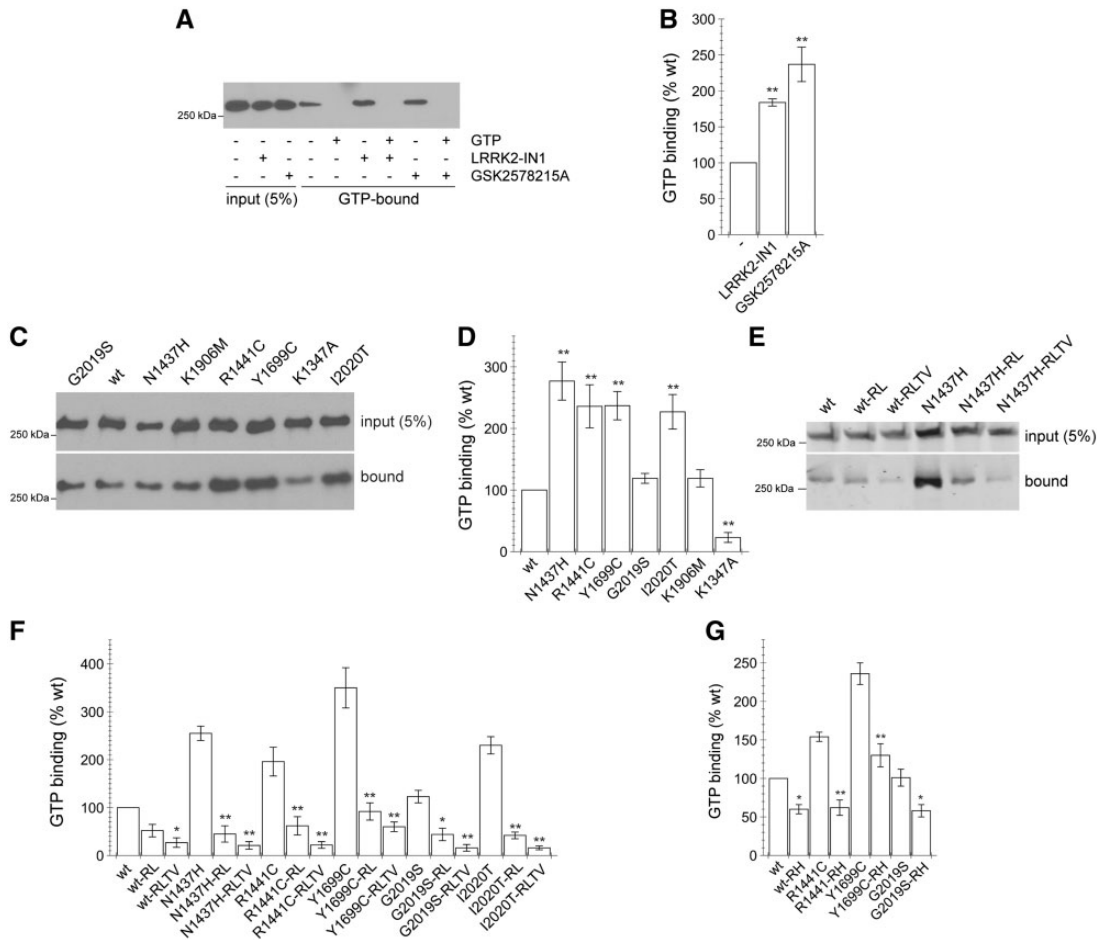 A
250 kDa
- - - - + - + - + GTP
- + - - - + + - - LRRK2-IN1
- - + - - - - + + GSK2578215A
input (5%) GTP-bound
B
GTP binding (% wt)
300
250
200
150
100
50
0
** **
- LRRK2-IN1 GSK2578215A
C
G2019S wt N1437H K1906M R1441C Y1699C K1347A I2020T
250 kDa input (5%)
250 kDa bound
D
GTP binding (% wt)
300
200
100
0
** ** ** ** **
wt N1437H R1441C Y1699C G2019S I2020T K1906M K1347A
E
wt wt-RL wt-RLTV N1437H N1437H-RL N1437H-RLTV
250 kDa input (5%)
250 kDa bound
F
GTP binding (% wt)
400
300
200
100
0
* ** ** ** ** ** ** * ** ** **
wt wt-RL wt-RLTV N1437H N1437H-RL N1437H-RLTV R1441C R1441C-RL R1441C-RLTV Y1699C Y1699C-RL Y1699C-RLTV G2019S G2019S-RL G2019S-RLTV I2020T I2020T-RL I2020T-RLTV
G
GTP binding (% wt)
250
200
150
100
50
0
* ** ** *
wt wt-RH R1441C R1441-RH Y1699C Y1699C-RH G2019S G2019S-RH